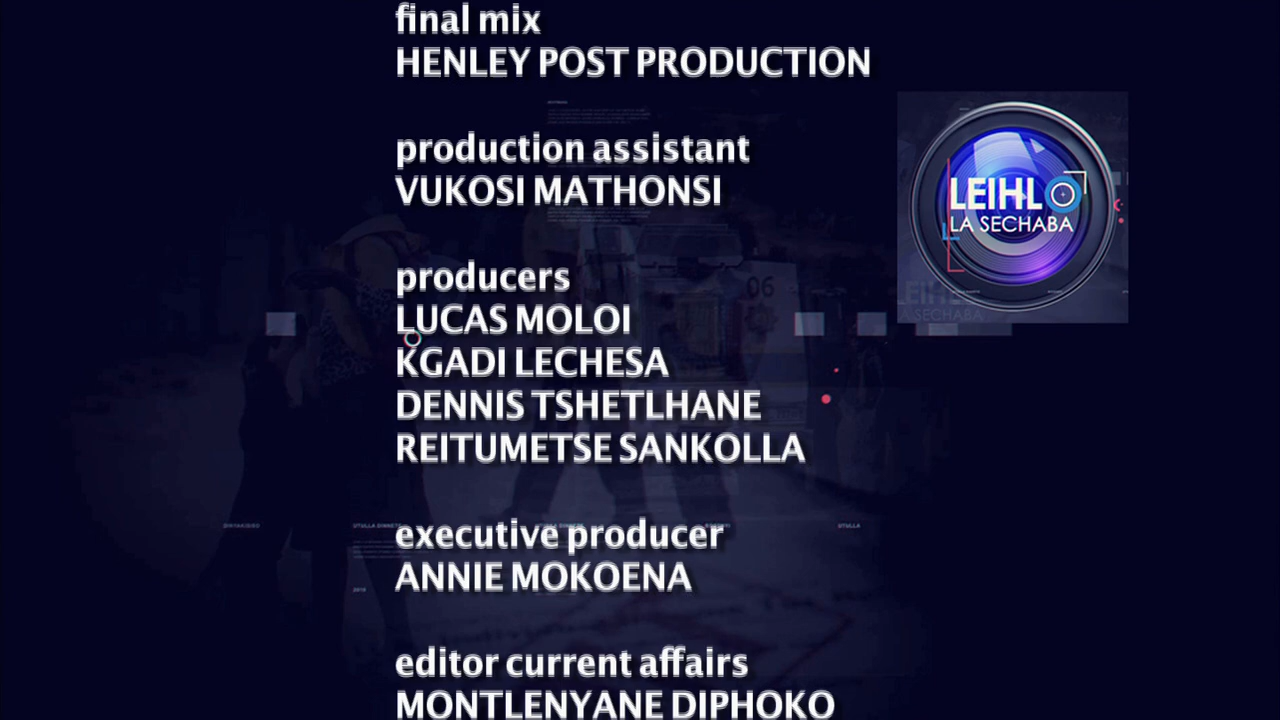 final mix
HENLEY POST PRODUCTION
production assistant
VUKOSI MATHONSI
producers
LUCAS MOLOI
KGADI LECHESA
DENNIS TSHETLHANE
REITUMETSE SANKOLLA
executive producer
ANNIE MOKOENA
editor current affairs
MONTLENYANE DIPHOKO
LEIHLO
LA SECHABA
06